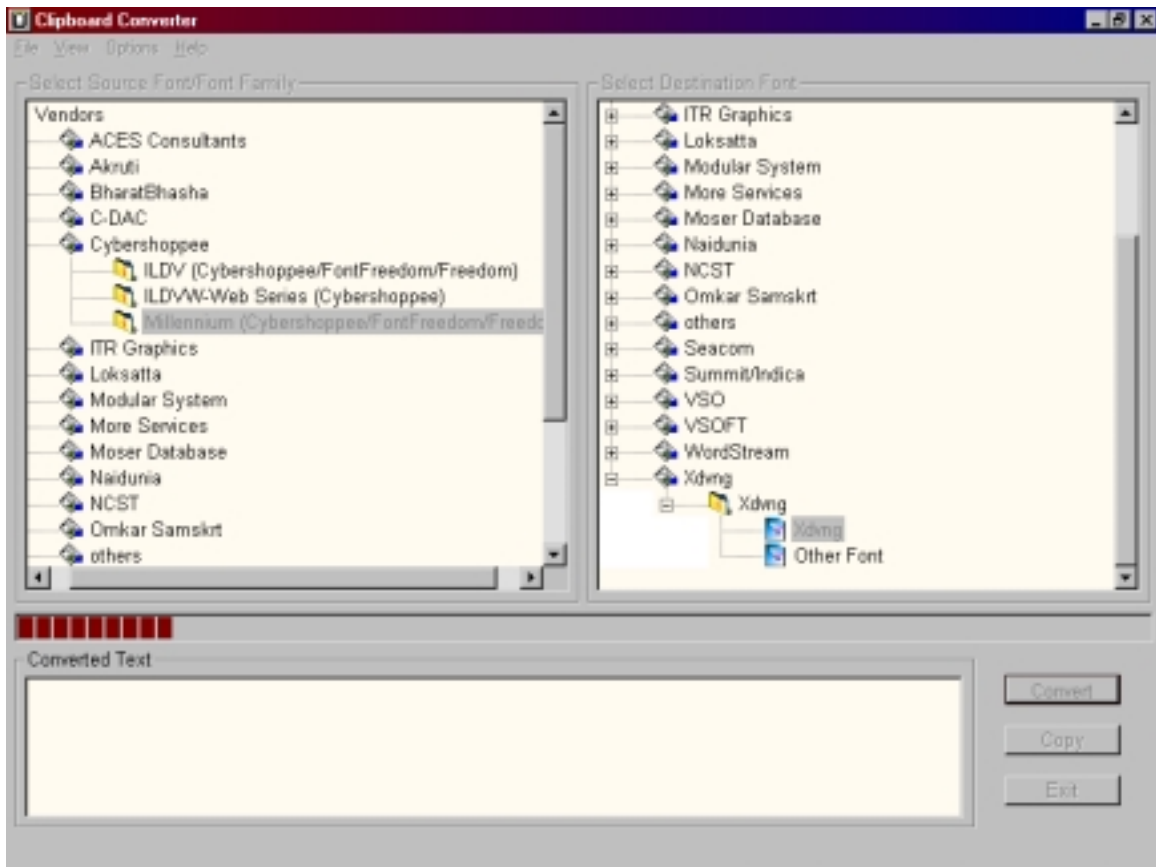 Clipboard Converter
File View Options Help
Select Source Font/Font Family
Vendors
ACES Consultants
Akruti
BharatBhasha
C-DAC
Cybershoppee
ILDV (Cybershoppee/FontFreedom/Freedom)
ILDVW-Web Series (Cybershoppee)
Millennium (Cybershoppee/FontFreedom/Freedo
ITR Graphics
Loksatta
Modular System
More Services
Moser Database
Naidunia
NCST
Omkar Samskrt
others
Select Destination Font
ITR Graphics
Loksatta
Modular System
More Services
Moser Database
Naidunia
NCST
Omkar Samskrt
others
Seacom
Summit/Indica
VSO
VSOFT
WordStream
Xdvng
Xdvng
Xdvng
Other Font
Converted Text
Convert
Copy
Exit